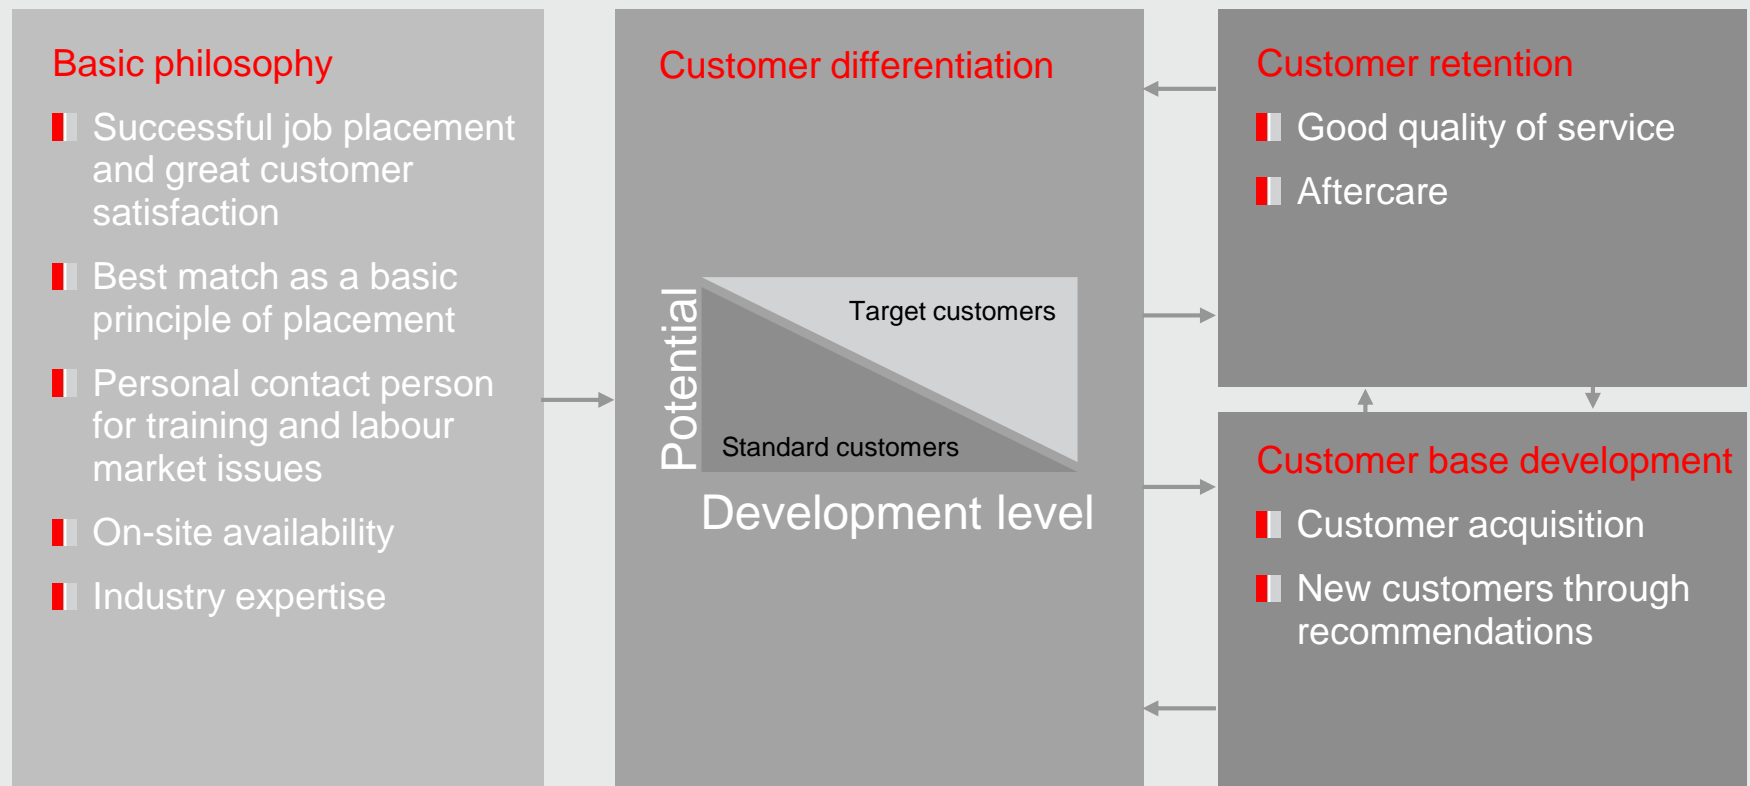 Basic philosophy
Successful job placement
and great customer
satisfaction
Best match as a basic
principle of placement
Personal contact person
for training and labour
market issues
On-site availability
Industry expertise
Customer differentiation
Potential
Target customers
Standard customers
Development level
Customer retention
Good quality of service
Aftercare
Customer base development
Customer acquisition
New customers through
recommendations